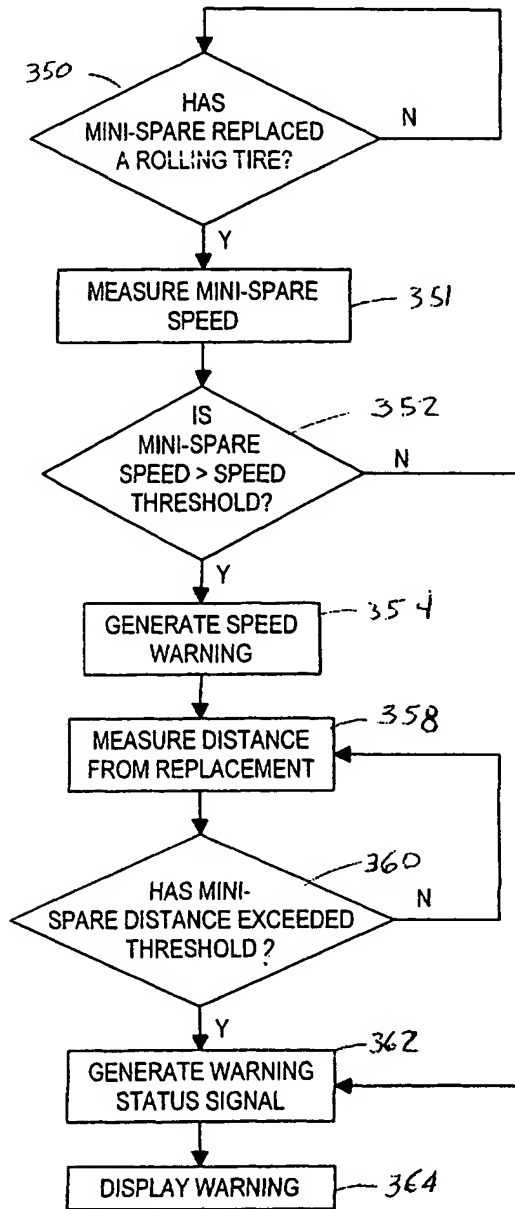 350
HAS
MINI-SPARE REPLACED
A ROLLING TIRE?
N
Y
MEASURE MINI-SPARE
SPEED
351
IS
MINI-SPARE
SPEED > SPEED
THRESHOLD?
352
N
Y
GENERATE SPEED
WARNING
354
MEASURE DISTANCE
FROM REPLACEMENT
358
HAS MINI-
SPARE DISTANCE EXCEEDED
THRESHOLD ?
360
N
Y
GENERATE WARNING
STATUS SIGNAL
362
DISPLAY WARNING
364